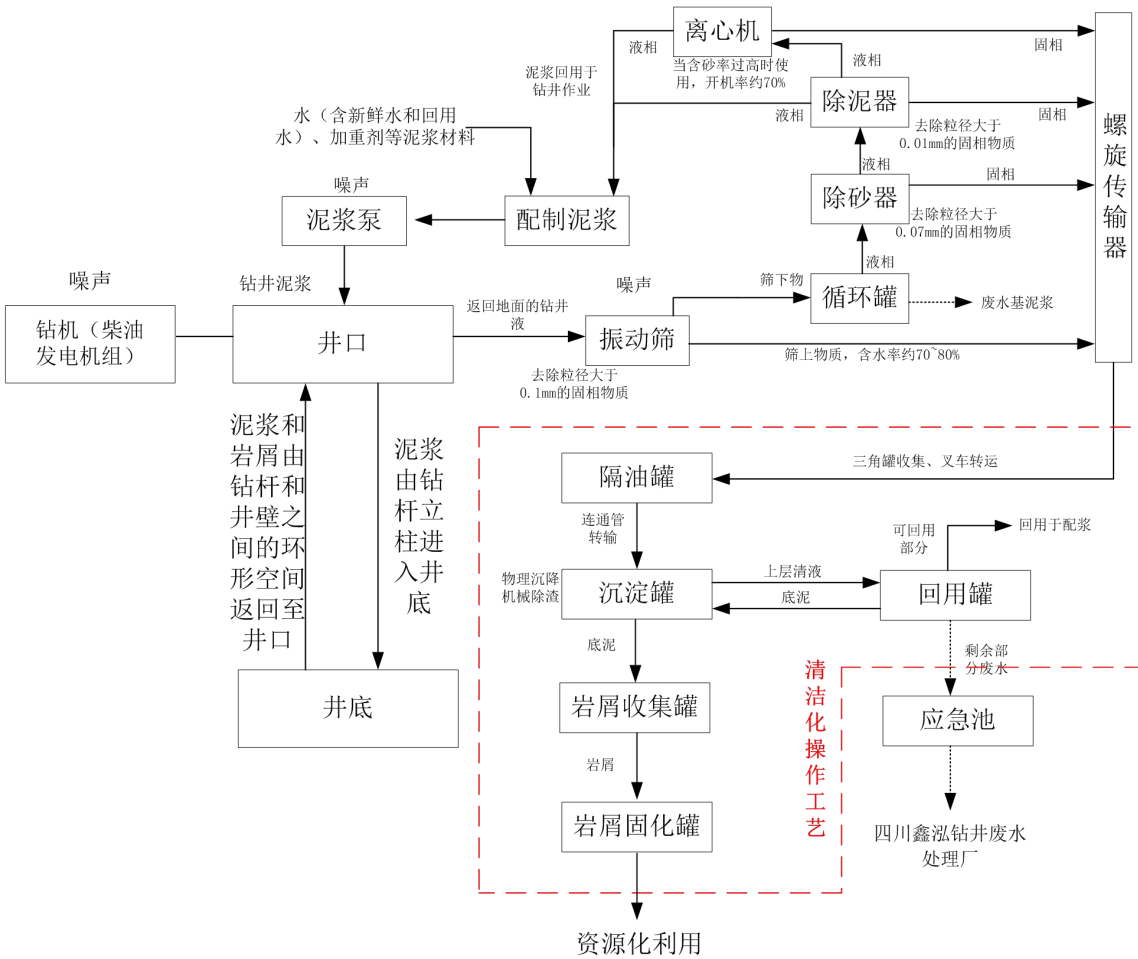 离心机
液相
固相
当含砂率过高时使
用，开机率约70%
液相
泥浆回用于
钻井作业
除泥器
液相
固相
去除粒径大于
0.01mm的固相物质
螺旋传输器
水（含新鲜水和回用
水）、加重剂等泥浆材料
液相
除砂器
固相
去除粒径大于
0.07mm的固相物质
噪声
泥浆泵
配制泥浆
液相
噪声
钻井泥浆
返回地面的钻井
液
噪声
筛下物
循环罐
废水基泥浆
钻机（柴油
发电机组）
井口
振动筛
筛上物质，含水率约70~80%
去除粒径大于
0.1mm的固相物质
泥浆和
岩屑由
钻杆和
井壁之
间的环
形空间
返回至
井口
泥浆
由钻
杆立
柱进
入井
底
井底
三角罐收集、叉车转运
隔油罐
连通管
转输
可回用
部分
回用于配浆
物理沉降
机械除渣
沉淀罐
上层清液
底泥
回用罐
底泥
剩余部
分废水
岩屑收集罐
清洁化操作工艺
应急池
岩屑
岩屑固化罐
四川鑫泓钻井废水
处理厂
资源化利用